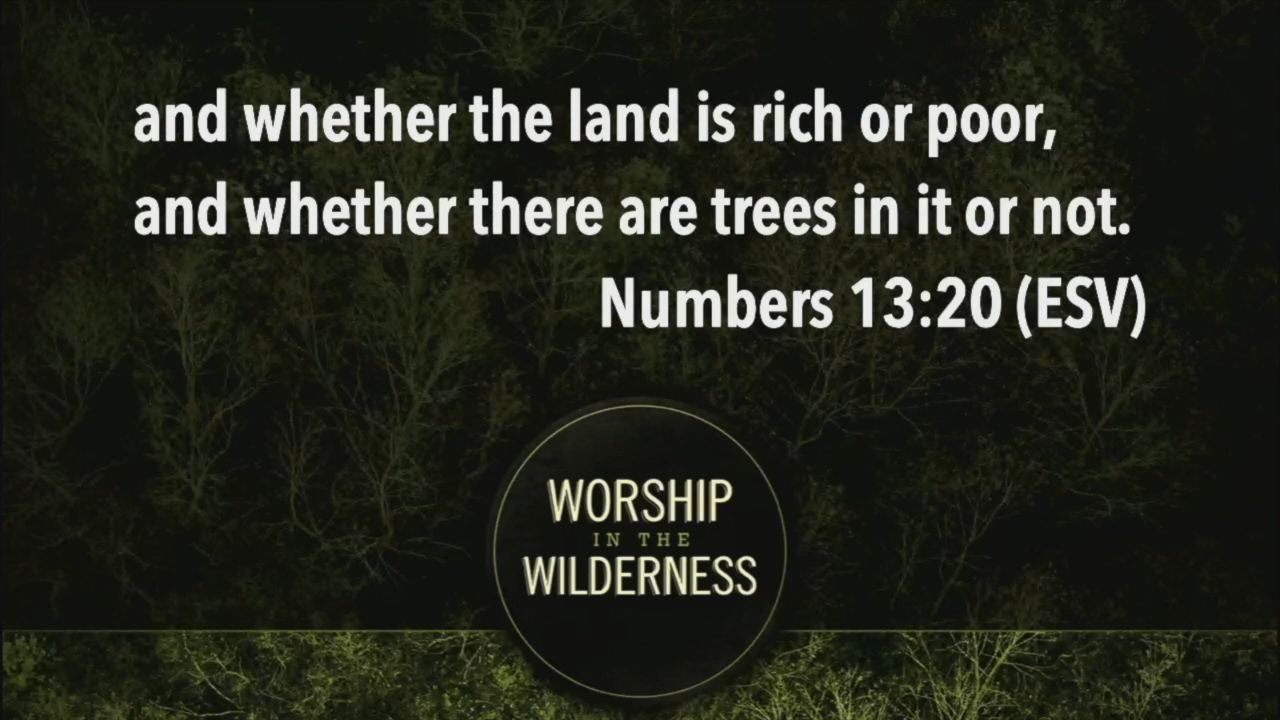 and whether the land is rich or poor,
and whether there are trees in it or not.
Numbers 13:20 (ESV)
WORSHIP
IN THE
WILDERNESS